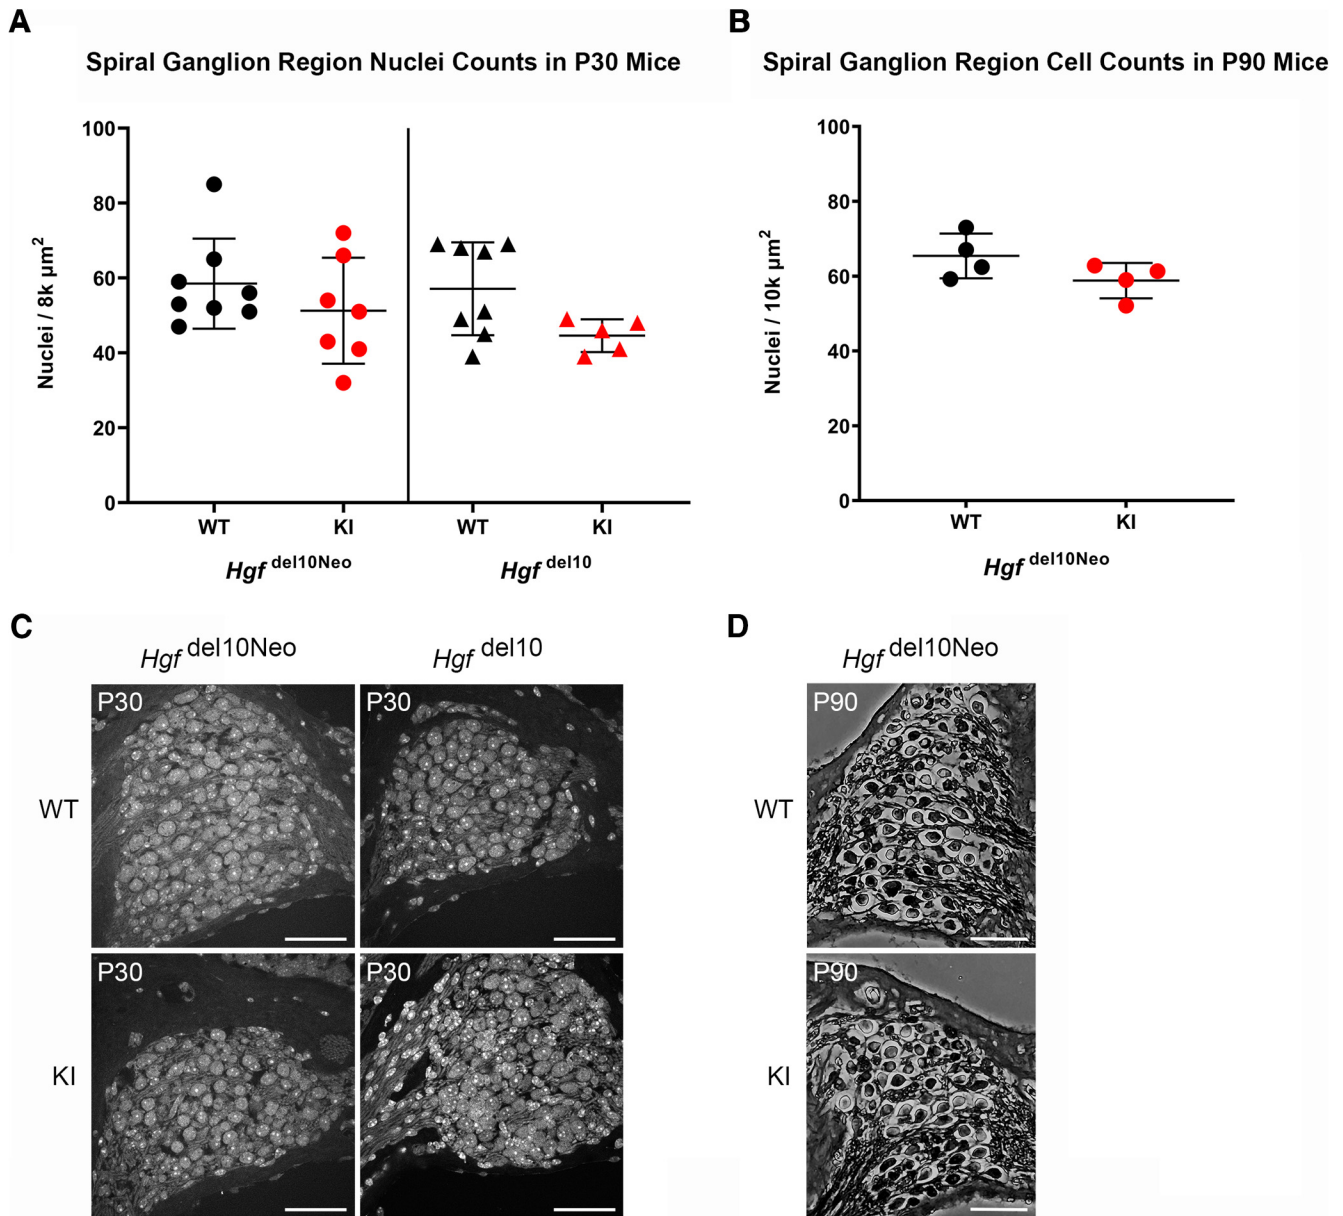 A
Spiral Ganglion Region Nuclei Counts in P30 Mice
Nuclei / 8k µm²
100
80
60
40
20
0
WT
KI
WT
KI
Hgf del10Neo
Hgf del10
B
Spiral Ganglion Region Cell Counts in P90 Mice
Nuclei / 10k µm²
100
80
60
40
20
0
WT
KI
Hgf del10Neo
C
Hgf del10Neo
Hgf del10
WT
P30
P30
KI
P30
P30
D
Hgf del10Neo
WT
P90
KI
P90